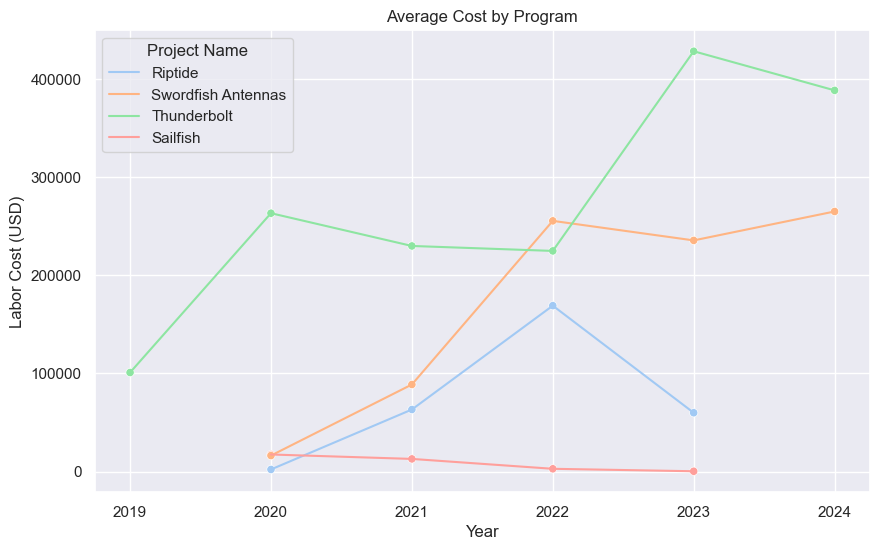 Average Cost by Program
Project Name
Riptide
Swordfish Antennas
Thunderbolt
Sailfish
Labor Cost (USD)
400000
300000
200000
100000
0
2019 2020 2021 2022 2023 2024
Year